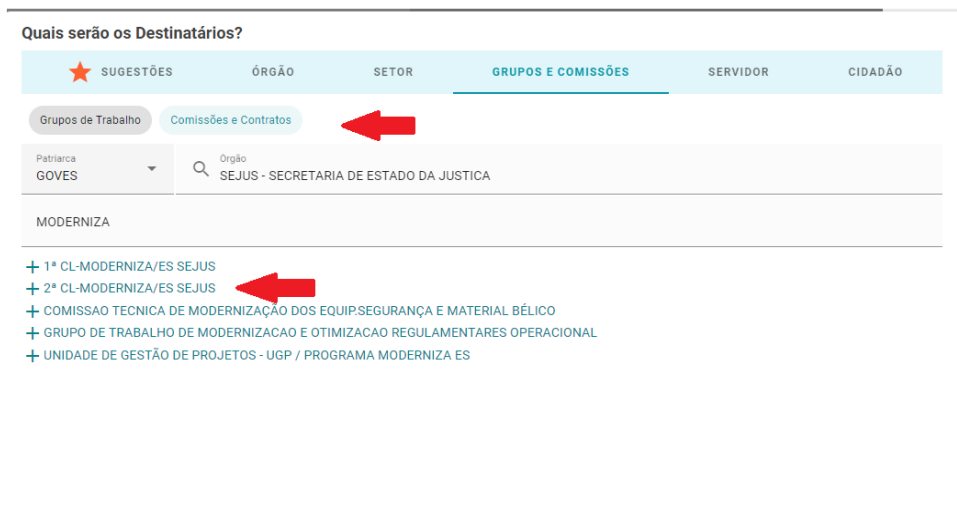 Quais serão os Destinatários?
SUGESTÕES ÓRGÃO SETOR GRUPOS E COMISSÕES SERVIDOR CIDADÃO
Grupos de Trabalho Comissões e Contratos
Patriarca
GOVES
Órgão
SEJUS - SECRETARIA DE ESTADO DA JUSTICA
MODERNIZA
+ 1ª CL-MODERNIZA/ES SEJUS
+ 2ª CL-MODERNIZA/ES SEJUS
+ COMISSAO TECNICA DE MODERNIZAÇÃO DOS EQUIP.SEGURANÇA E MATERIAL BÉLICO
+ GRUPO DE TRABALHO DE MODERNIZACAO E OTIMIZACAO REGULAMENTARES OPERACIONAL
+ UNIDADE DE GESTÃO DE PROJETOS - UGP / PROGRAMA MODERNIZA ES